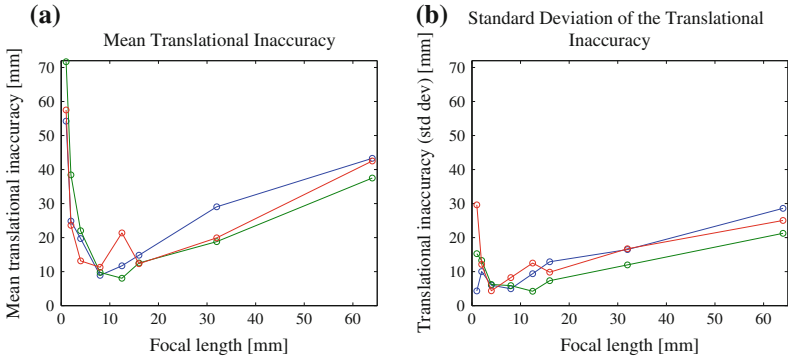 (a)
Mean Translational Inaccuracy
Mean translational inaccuracy [mm]
70
60
50
40
30
20
10
0
0 10 20 30 40 50 60
Focal length [mm]
(b)
Standard Deviation of the Translational
Inaccuracy
Translational inaccuracy (std dev) [mm]
70
60
50
40
30
20
10
0
0 10 20 30 40 50 60
Focal length [mm]